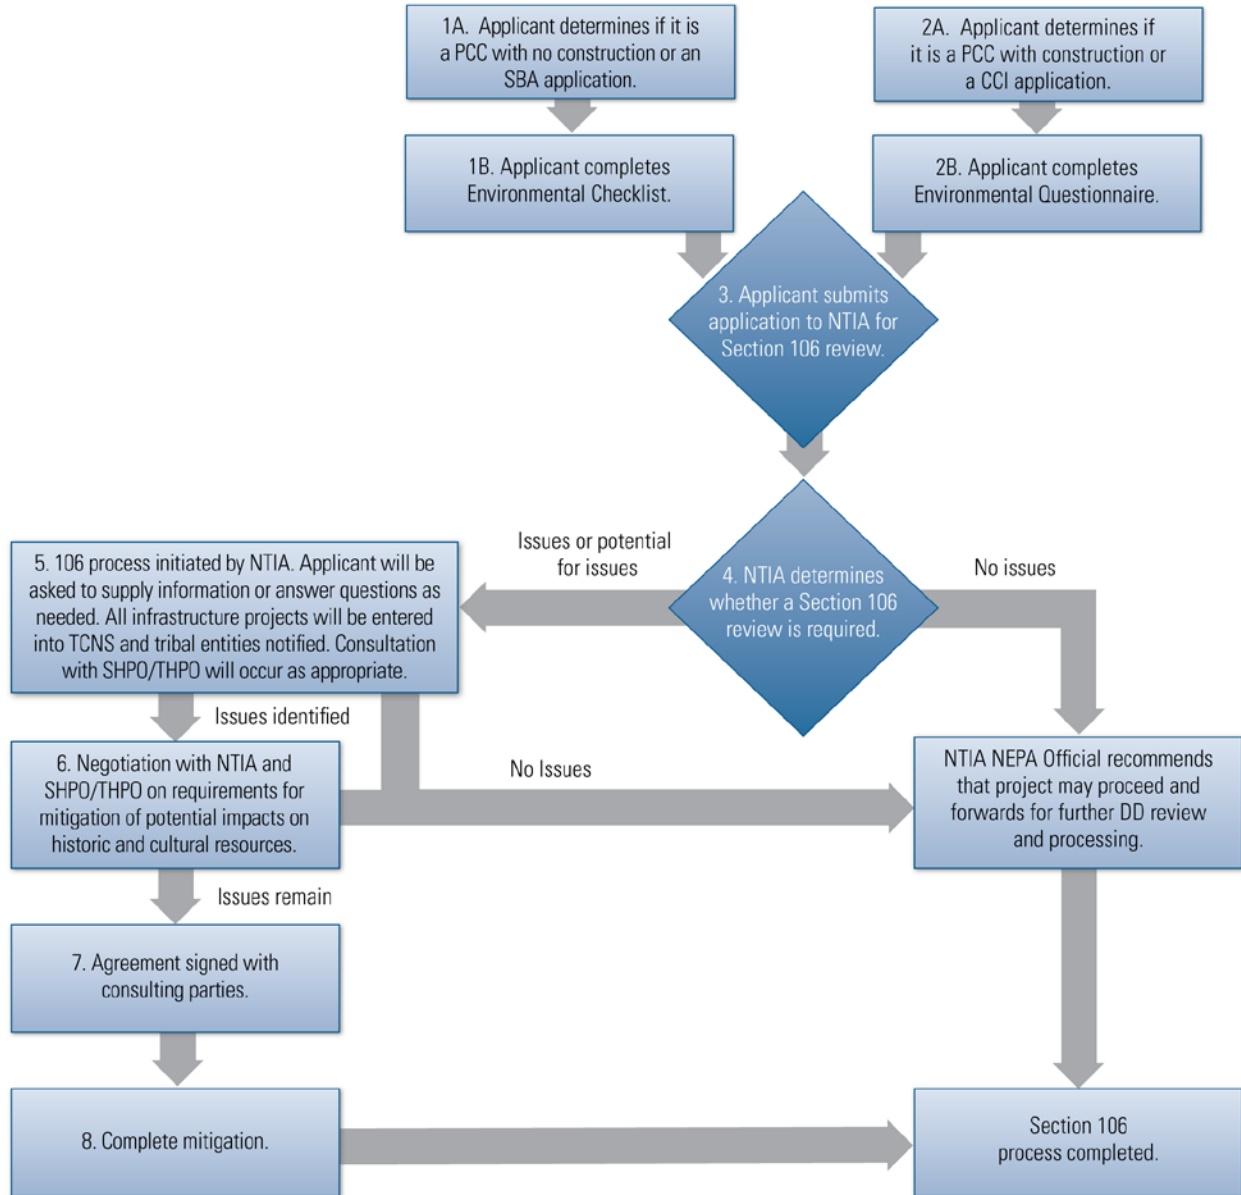 1A. Applicant determines if it is
a PCC with no construction or an
SBA application.
2A. Applicant determines if
it is a PCC with construction or
a CCI application.
1B. Applicant completes
Environmental Checklist.
2B. Applicant completes
Environmental Questionnaire.
3. Applicant submits
application to NTIA for
Section 106 review.
Issues or potential
for issues
4. NTIA determines
whether a Section 106
review is required.
No issues
5. 106 process initiated by NTIA. Applicant will be
asked to supply information or answer questions as
needed. All infrastructure projects will be entered
into TCNS and tribal entities notified. Consultation
with SHPO/THPO will occur as appropriate.
Issues identified
6. Negotiation with NTIA and
SHPO/THPO on requirements for
mitigation of potential impacts on
historic and cultural resources.
No Issues
NTIA NEPA Official recommends
that project may proceed and
forwards for further DD review
and processing.
Issues remain
7. Agreement signed with
consulting parties.
8. Complete mitigation.
Section 106
process completed.